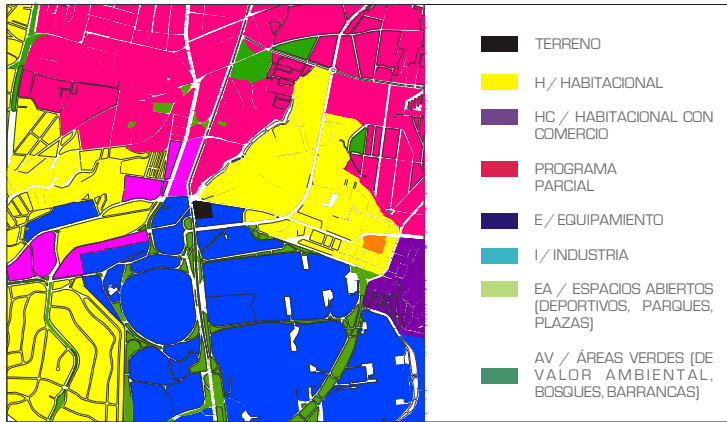 TERRENO
H / HABITACIONAL
HC / HABITACIONAL CON
COMERCIO
PROGRAMA
PARCIAL
E / EQUIPAMIENTO
I / INDUSTRIA
EA / ESPACIOS ABIERTOS
(DEPORTIVOS, PARQUES,
PLAZAS)
AV / ÁREAS VERDES (DE
VALOR AMBIENTAL,
BOSQUES, BARRANCAS)